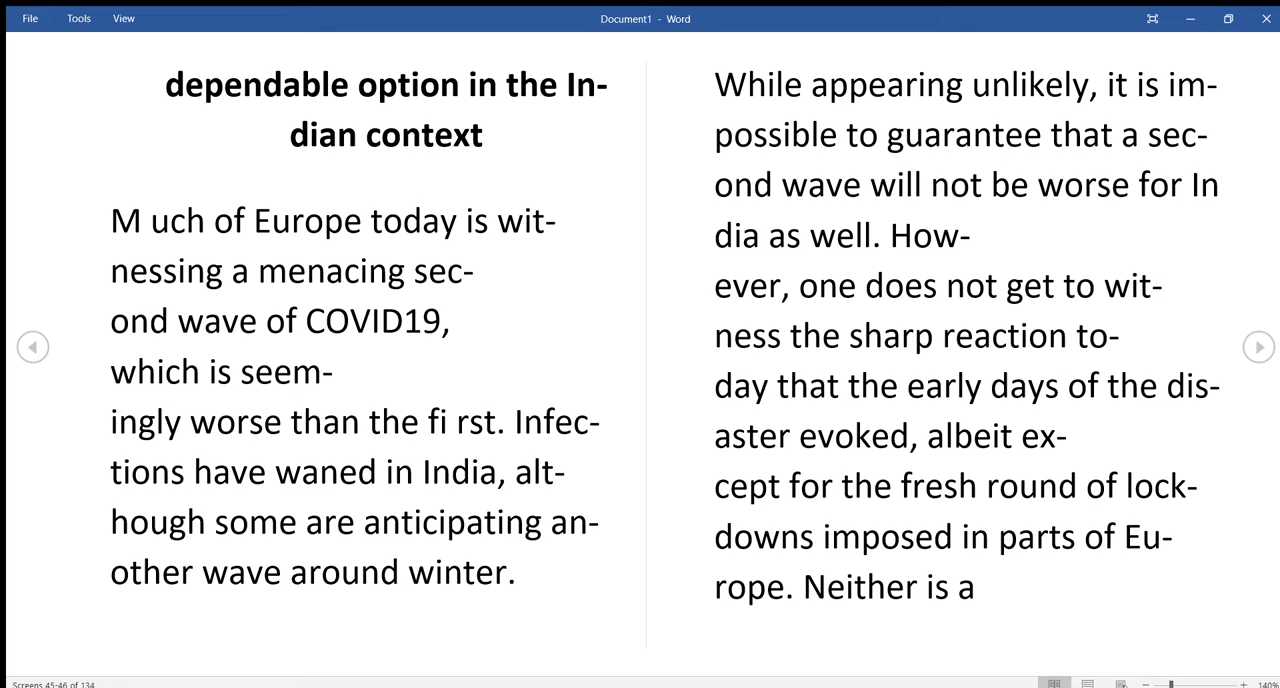 File Tools View Document1 - Word
dependable option in the In-
dian context
M uch of Europe today is wit-
nessing a menacing sec-
ond wave of COVID19,
which is seem-
ingly worse than the fi rst. Infec-
tions have waned in India, alt-
hough some are anticipating an-
other wave around winter.
While appearing unlikely, it is im-
possible to guarantee that a sec-
ond wave will not be worse for In
dia as well. How-
ever, one does not get to wit-
ness the sharp reaction to-
day that the early days of the dis-
aster evoked, albeit ex-
cept for the fresh round of lock-
downs imposed in parts of Eu-
rope. Neither is a
Screens 45-46 of 134 140%